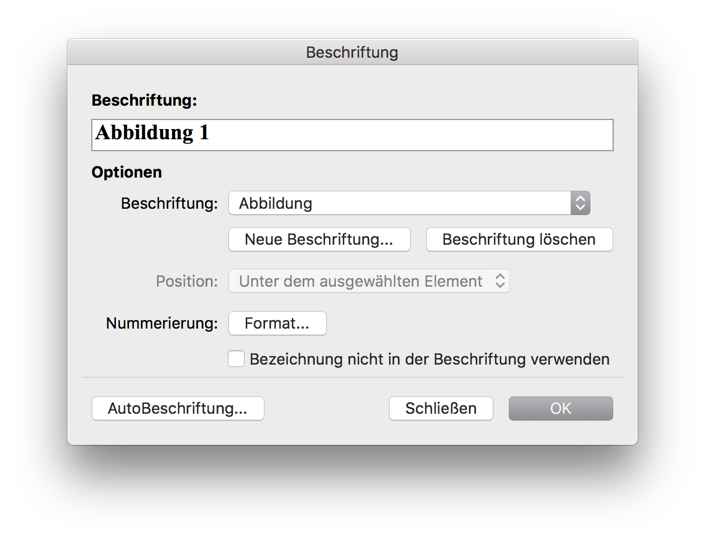 Beschriftung
Beschriftung:
Abbildung 1
Optionen
Beschriftung: Abbildung
Neue Beschriftung... Beschriftung löschen
Position: Unter dem ausgewählten Element
Nummerierung: Format...
Bezeichnung nicht in der Beschriftung verwenden
AutoBeschriftung... Schließen OK